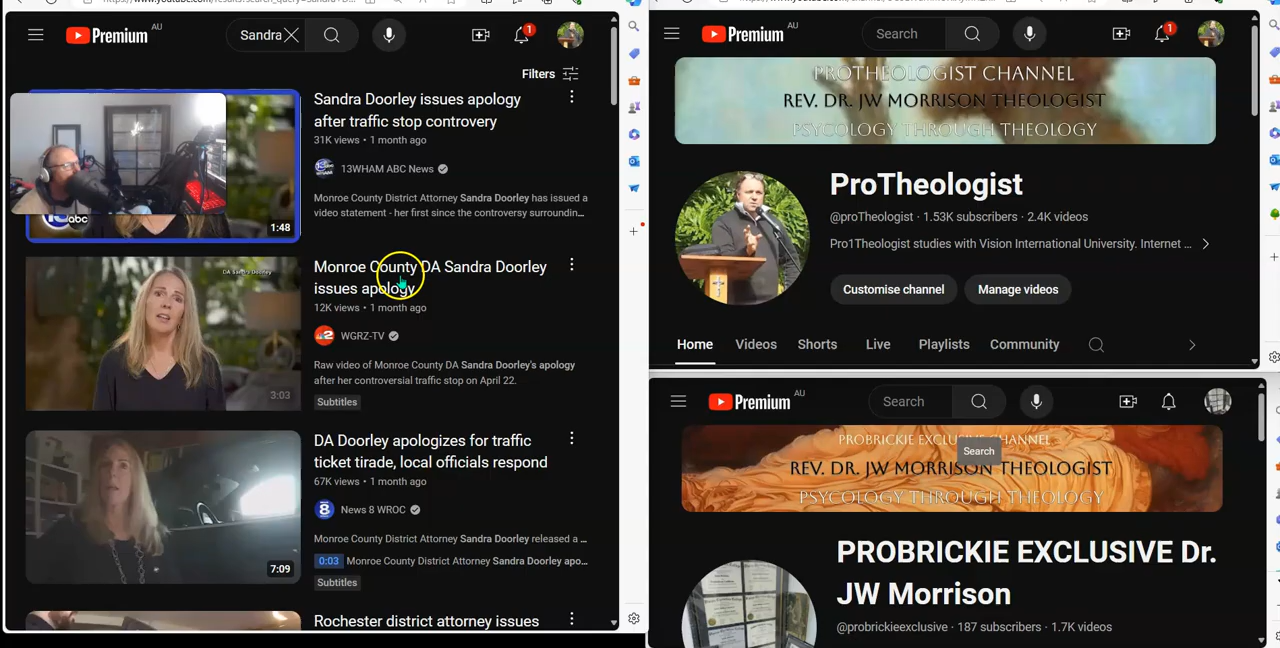 Premium AU
Sandra
1
Filters
Sandra Doorley issues apology
after traffic stop controvery
31K views • 1 month ago
13WHAM ABC News
Monroe County District Attorney Sandra Doorley has issued a
video statement - her first since the controversy surroundin...
abc
1:48
DA Sandra Doorley
Monroe County DA Sandra Doorley
issues apology
12K views • 1 month ago
WGRZ-TV
Raw video of Monroe County DA Sandra Doorley's apology
after her controversial traffic stop on April 22.
Subtitles
3:03
DA Doorley apologizes for traffic
ticket tirade, local officials respond
67K views • 1 month ago
8 News 8 WROC
Monroe County District Attorney Sandra Doorley released a ...
0:03 Monroe County District Attorney Sandra Doorley apo...
Subtitles
7:09
Rochester district attorney issues
Premium AU
Search
1
PROTHEOLOGIST CHANNEL
REV. DR. JW MORRISON THEOLOGIST
PSYCOLOGY THROUGH THEOLOGY
ProTheologist
@proTheologist · 1.53K subscribers · 2.4K videos
Pro1Theologist studies with Vision International University. Internet ...
Customise channel
Manage videos
Home Videos Shorts Live Playlists Community
Premium AU
Search
PROBRICKIE EXCLUSIVE CHANNEL
Search
REV. DR. JW MORRISON THEOLOGIST
PSYCOLOGY THROUGH THEOLOGY
PROBRICKIE EXCLUSIVE Dr.
JW Morrison
@probrickieexclusive · 187 subscribers · 1.7K videos